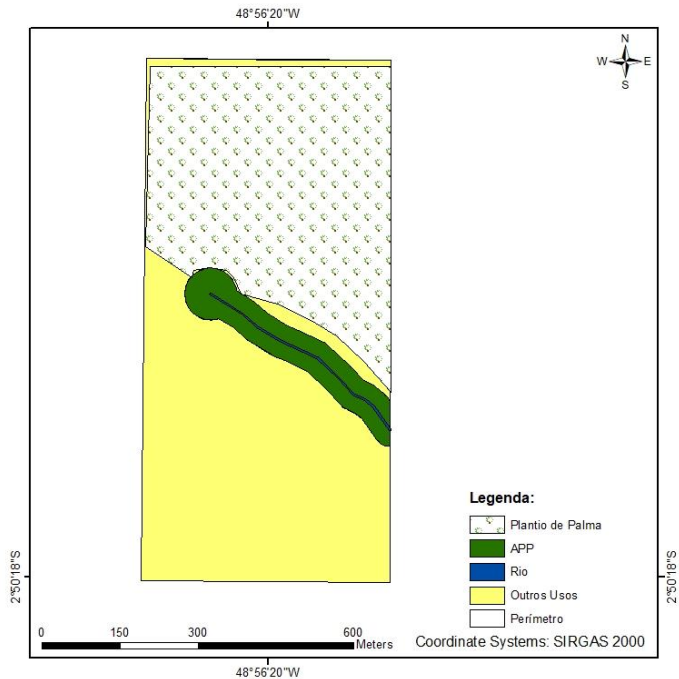 48°56'20"W
N
W E
S
Legenda:
Plantio de Palma
APP
Rio
Outros Usos
Perímetro
2°50'18"S
2°50'18"S
0 150 300 600
Meters
Coordinate Systems: SIRGAS 2000
48°56'20"W